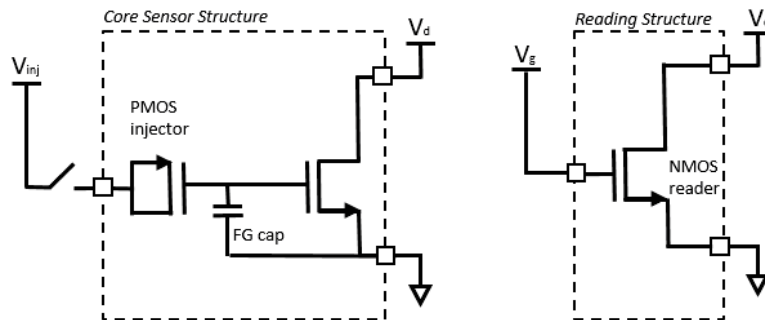 Core Sensor Structure
Reading Structure
Vd
Vinj
Vg
PMOS
injector
NMOS
reader
FG cap